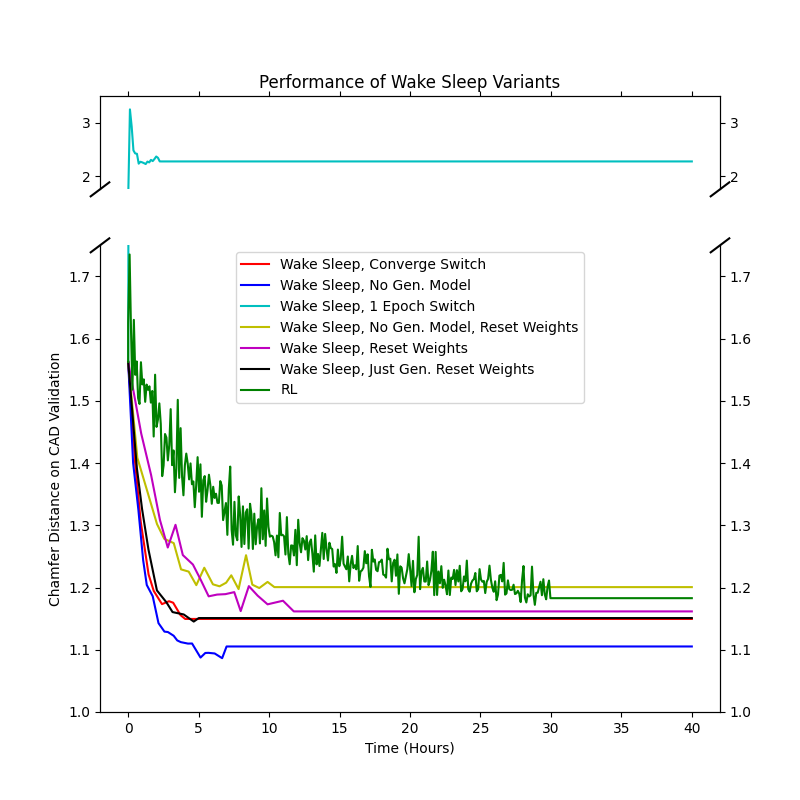 Performance of Wake Sleep Variants
3
3
2
2
Chamfer Distance on CAD Validation
1.7
1.7
1.6
1.6
1.5
1.5
1.4
1.4
1.3
1.3
1.2
1.2
1.1
1.1
1.0
1.0
Wake Sleep, Converge Switch
Wake Sleep, No Gen. Model
Wake Sleep, 1 Epoch Switch
Wake Sleep, No Gen. Model, Reset Weights
Wake Sleep, Reset Weights
Wake Sleep, Just Gen. Reset Weights
RL
0 5 10 15 20 25 30 35 40
Time (Hours)